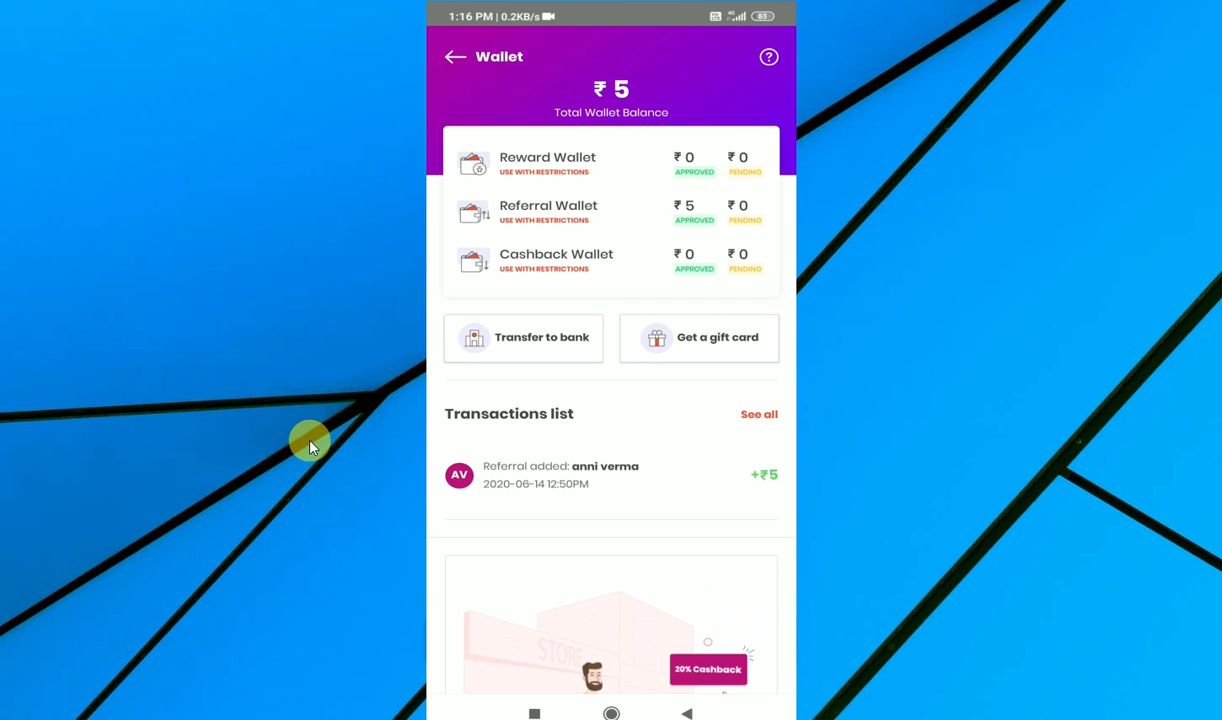 1:16 PM | 0.2KB/s
83
Wallet
?
₹ 5
Total Wallet Balance
Reward Wallet ₹ 0 ₹ 0
USE WITH RESTRICTIONS APPROVED PENDING
Referral Wallet ₹ 5 ₹ 0
USE WITH RESTRICTIONS APPROVED PENDING
Cashback Wallet ₹ 0 ₹ 0
USE WITH RESTRICTIONS APPROVED PENDING
Transfer to bank Get a gift card
Transactions list See all
AV Referral added: anni verma +₹5
2020-06-14 12:50PM
STORE
20% Cashback